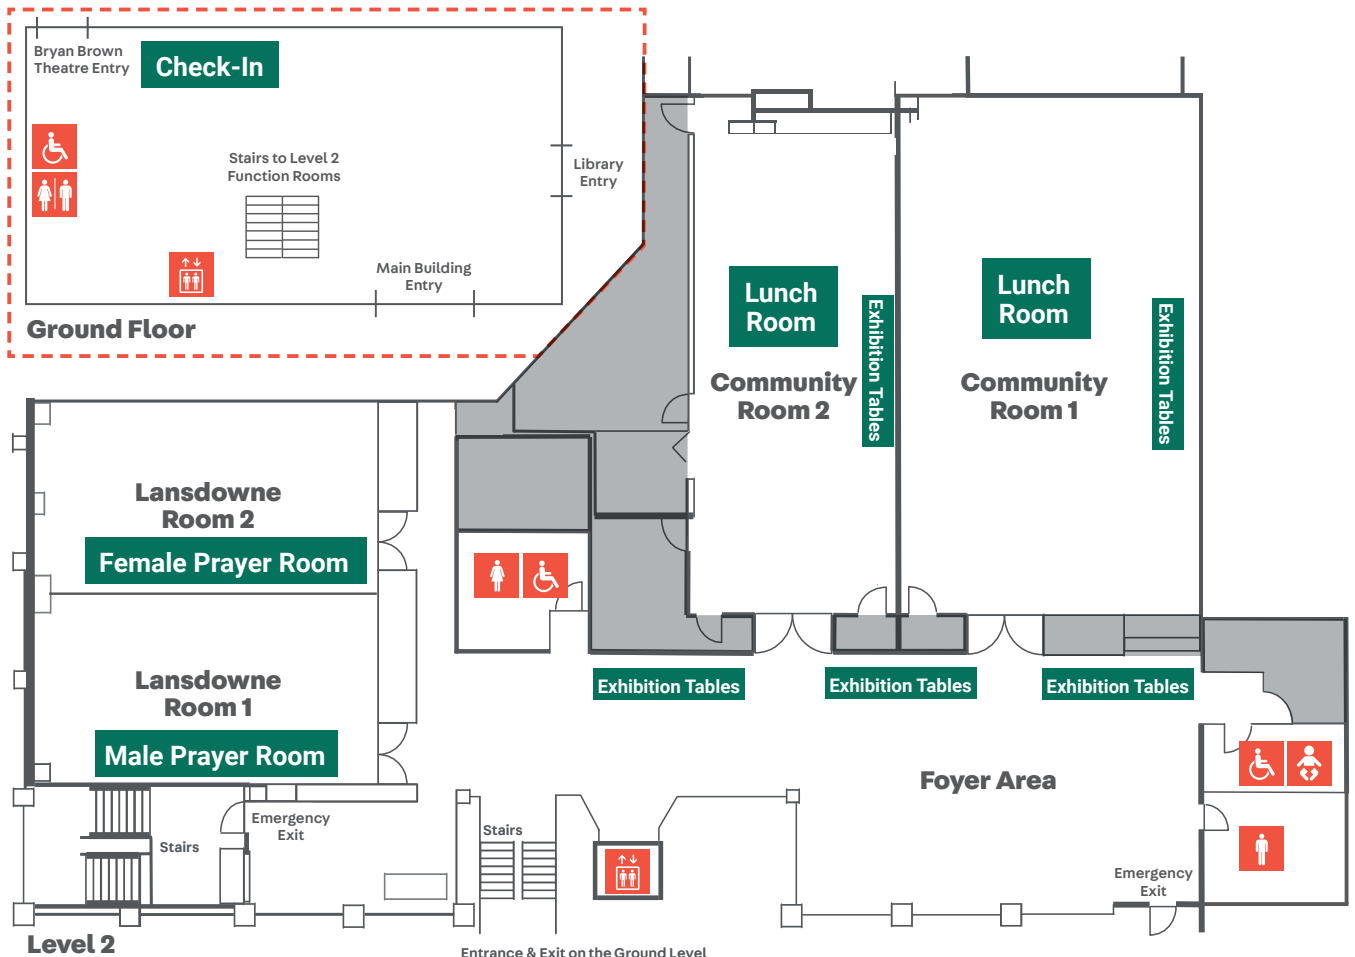 Bryan Brown
Theatre Entry
Check-In
Stairs to Level 2
Function Rooms
Library
Entry
Main Building
Entry
Ground Floor
Lunch
Room
Exhibition Tables
Community
Room 2
Lunch
Room
Exhibition Tables
Community
Room 1
Lansdowne
Room 2
Female Prayer Room
Lansdowne
Room 1
Male Prayer Room
Exhibition Tables
Exhibition Tables
Exhibition Tables
Foyer Area
Emergency
Exit
Stairs
Stairs
Emergency
Exit
Level 2
Entrance & Exit on the Ground Level